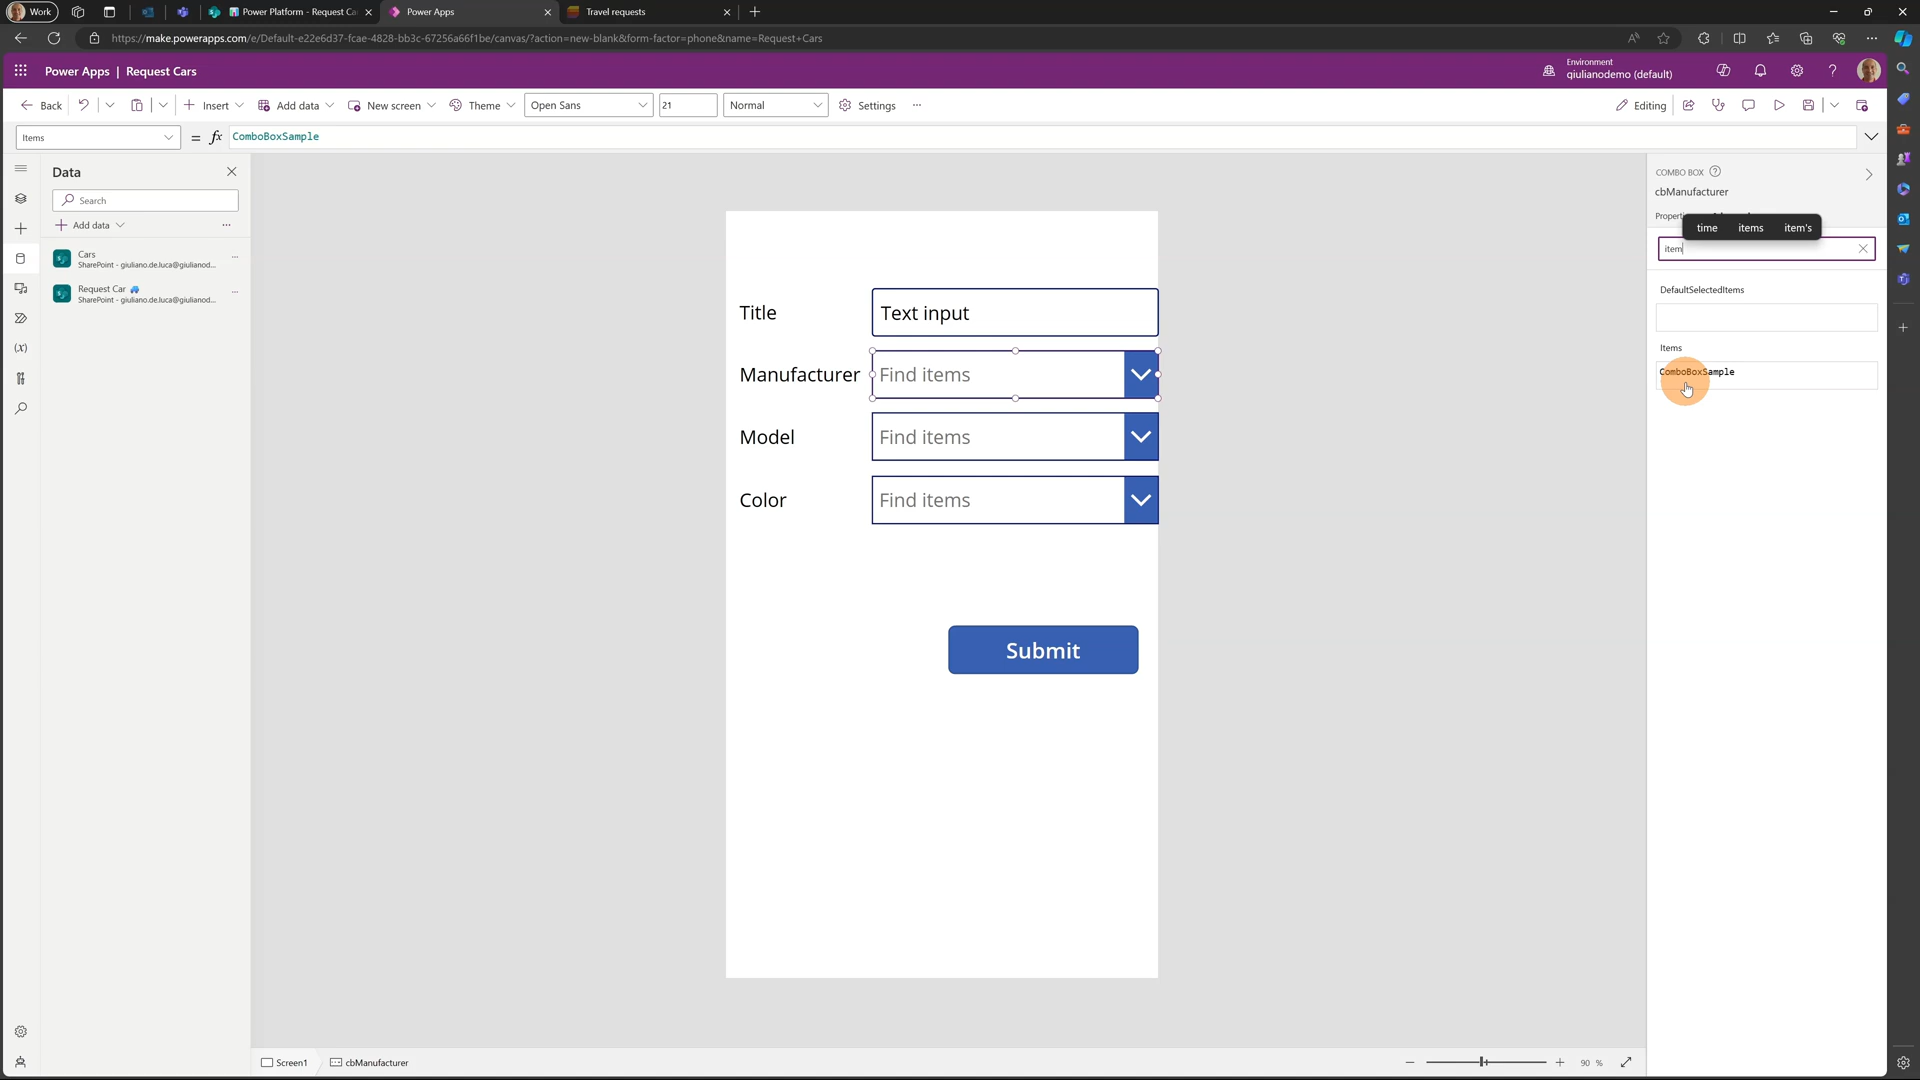 Work
Power Platform - Request Ca
Power Apps
Travel requests
https://make.powerapps.com/e/Default-e22e6d37-fcae-4828-bb3c-67256a66f1be/canvas/?action=new-blank&form-factor=phone&name=Request+Cars
Power Apps | Request Cars
Environment
giulianodemo (default)
Back
Insert
Add data
New screen
Theme
Open Sans
21
Normal
Settings
Editing
Items
= fx ComboBoxSample
Data
Search
Add data
Cars
SharePoint - giuliano.de.luca@giulianod...
Request Car
SharePoint - giuliano.de.luca@giulianod...
Title
Text input
Manufacturer
Find items
Model
Find items
Color
Find items
Submit
COMBO BOX
cbManufacturer
time items item's
item
DefaultSelectedItems
Items
ComboBoxSample
Screen1
cbManufacturer
90 %